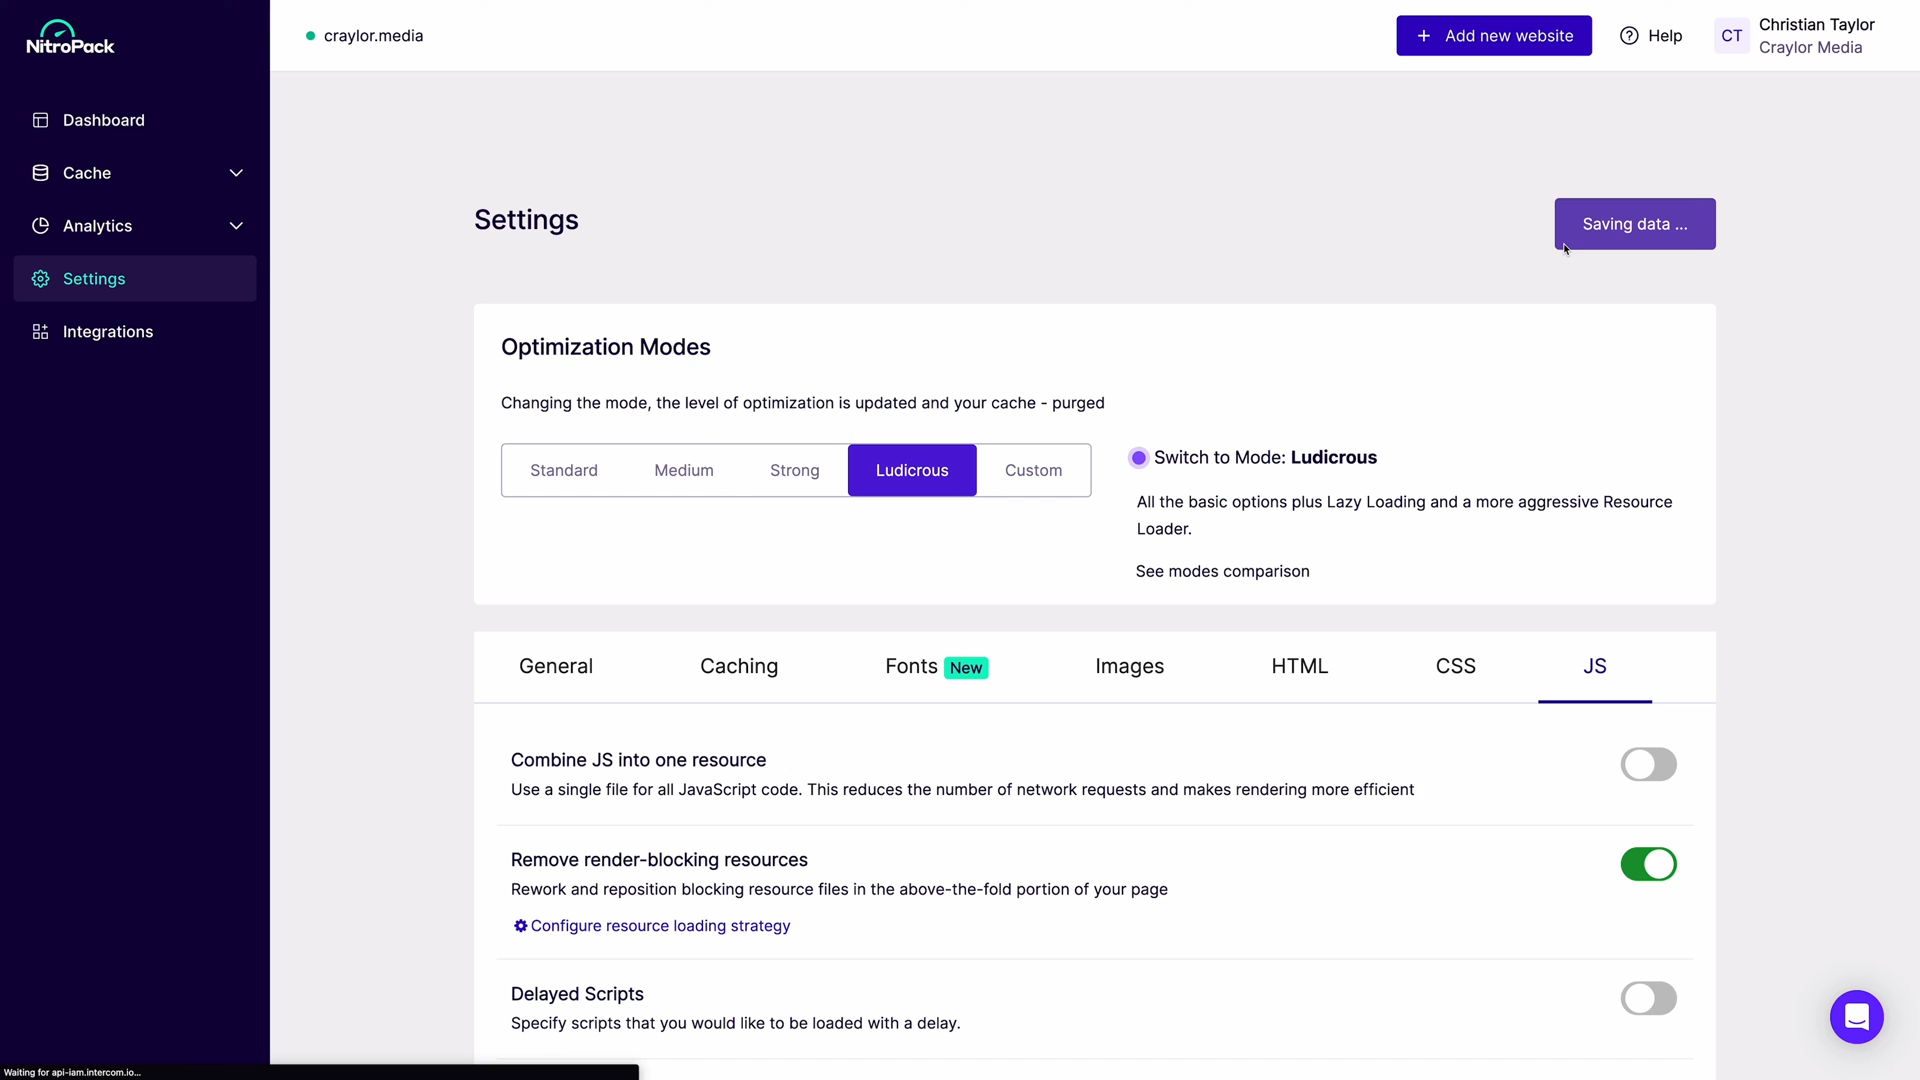 NitroPack
craylor.media
Add new website
Help
CT
Christian Taylor
Craylor Media
Dashboard
Cache
Analytics
Settings
Integrations
Settings
Saving data ...
Optimization Modes
Changing the mode, the level of optimization is updated and your cache - purged
Standard
Medium
Strong
Ludicrous
Custom
Switch to Mode: Ludicrous
All the basic options plus Lazy Loading and a more aggressive Resource
Loader.
See modes comparison
General
Caching
Fonts New
Images
HTML
CSS
JS
Combine JS into one resource
Use a single file for all JavaScript code. This reduces the number of network requests and makes rendering more efficient
Remove render-blocking resources
Rework and reposition blocking resource files in the above-the-fold portion of your page
Configure resource loading strategy
Delayed Scripts
Specify scripts that you would like to be loaded with a delay.
Waiting for api-iam.intercom.io...